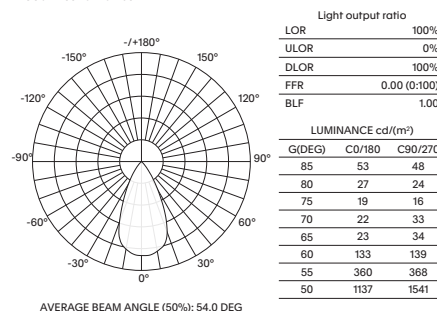 -/+180°
-150°
150°
-120°
120°
-90°
90°
-60°
60°
-30°
30°
0°
AVERAGE BEAM ANGLE (50%): 54.0 DEG
Light output ratio
LOR 100%
ULOR 0%
DLOR 100%
FFR 0.00 (0:100)
BLF 1.00
LUMINANCE cd/(m²)
G(DEG) C0/180 C90/270
85 53 48
80 27 24
75 19 16
70 22 33
65 23 34
60 133 139
55 360 368
50 1137 1541